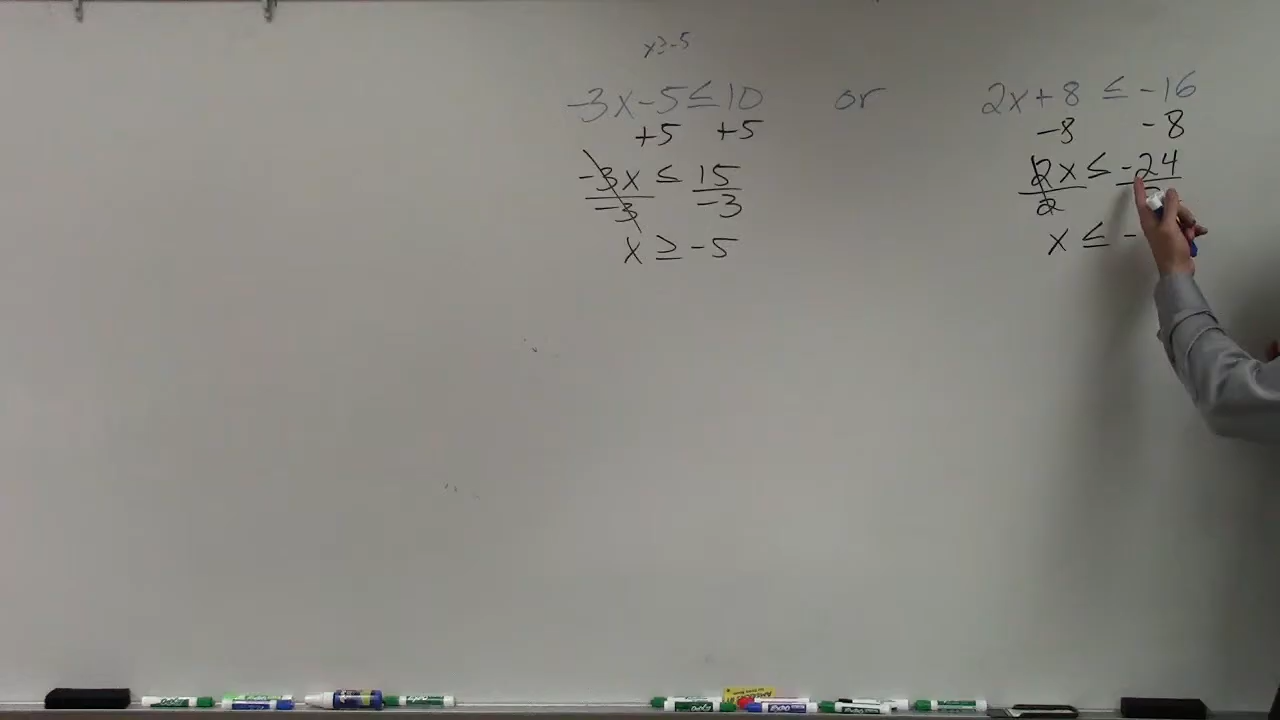 x≥-5
-3x-5≤10 or 2x+8 ≤ -16
+5 +5 -8 -8
-3x ≤ 15 2x ≤ -24
-3 -3 2
x ≥ -5 x ≤ -
EXPO